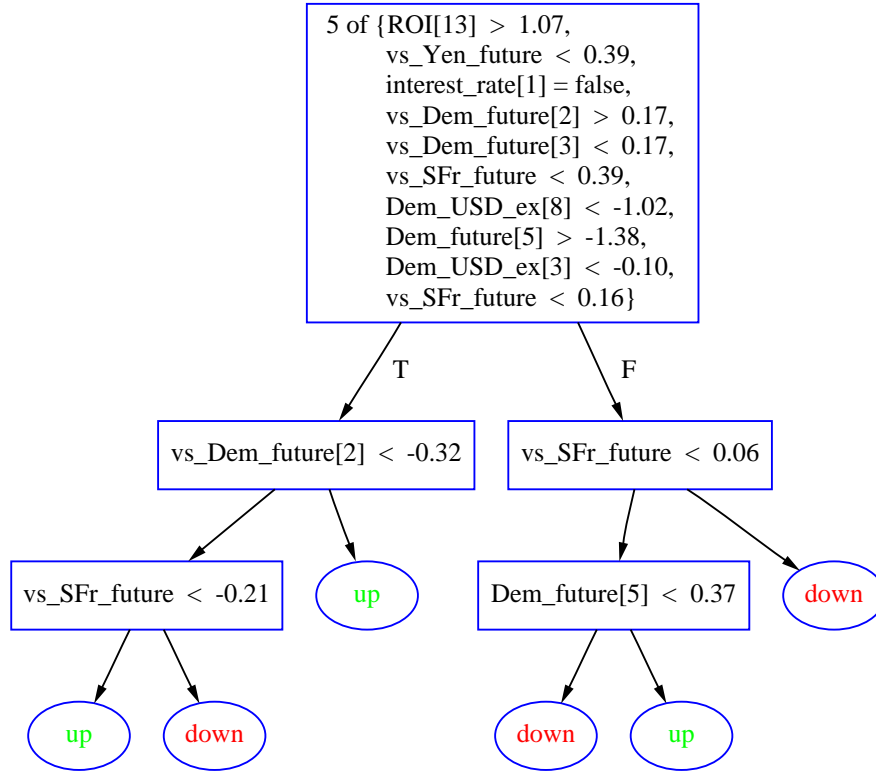 5 of {ROI[13] > 1.07,
vs_Yen_future < 0.39,
interest_rate[1] = false,
vs_Dem_future[2] > 0.17,
vs_Dem_future[3] < 0.17,
vs_SFr_future < 0.39,
Dem_USD_ex[8] < -1.02,
Dem_future[5] > -1.38,
Dem_USD_ex[3] < -0.10,
vs_SFr_future < 0.16}
T
F
vs_Dem_future[2] < -0.32
vs_SFr_future < 0.06
vs_SFr_future < -0.21
up
Dem_future[5] < 0.37
down
up
down
down
up